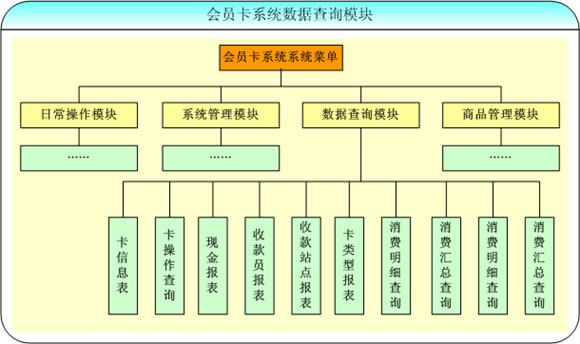 会员卡系统数据查询模块
会员卡系统系统菜单
日常操作模块
系统管理模块
数据查询模块
商品管理模块
……
……
……
卡信息表
卡操作查询
现金报表
收款员报表
收款站点报表
卡类型报表
消费明细查询
消费汇总查询
消费明细查询
消费汇总查询